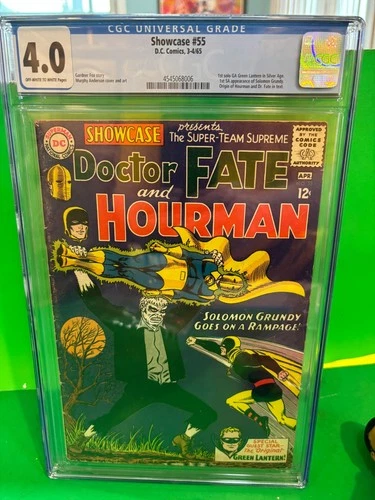 CGC UNIVERSAL GRADE
4.0
OFF-WHITE TO WHITE Pages
Showcase #55
D.C. Comics, 3-4/65
Gardner Fox story
Murphy Anderson cover and art
4545068006
1st solo GA Green Lantern in Silver Age
1st SA appearance of Solomon Grundy
Origin of Hourman and Dr. Fate in text
CGC
DC
SHOWCASE
presents
THE SUPER-TEAM SUPREME
APPROVED
BY THE
COMICS
CODE
AUTHORITY
Doctor FATE
APR.
12¢
and
HOURMAN
SOLOMON GRUNDY
GOES ON A RAMPAGE!
SPECIAL
GUEST STAR-
The Original
GREEN LANTERN!